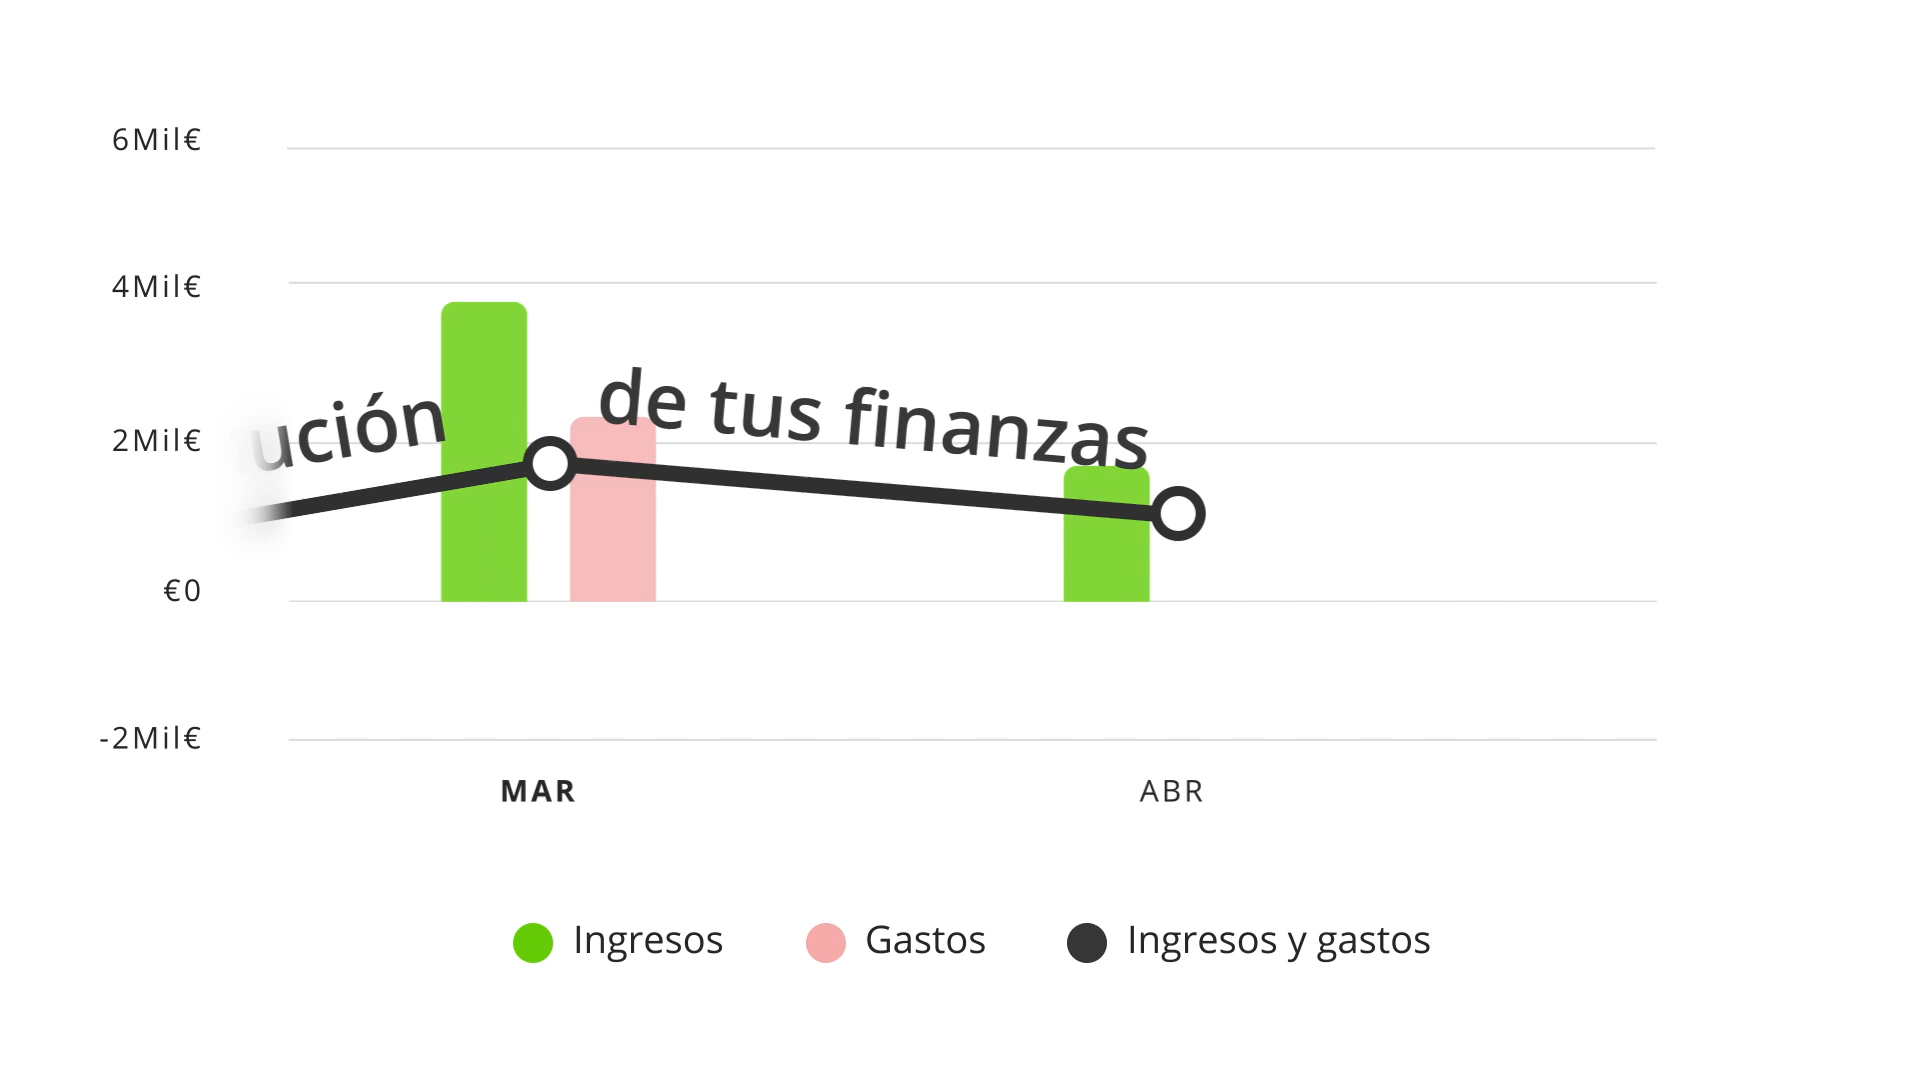 6Mil€
4Mil€
2Mil€
€0
-2Mil€
ución de tus finanzas
MAR
ABR
Ingresos
Gastos
Ingresos y gastos